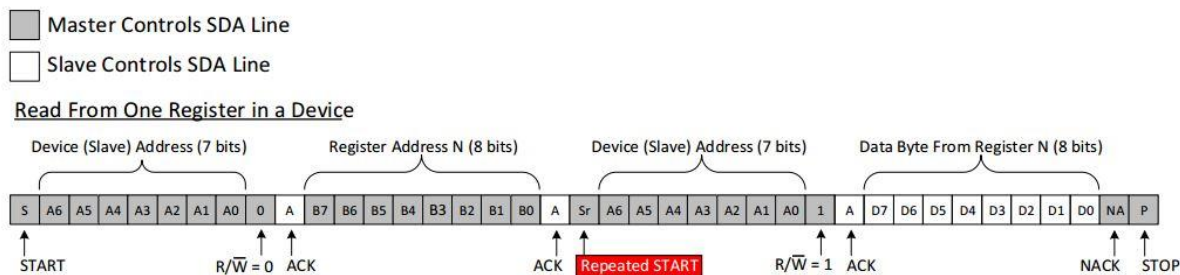 Master Controls SDA Line
Slave Controls SDA Line
Read From One Register in a Device
Device (Slave) Address (7 bits) Register Address N (8 bits) Device (Slave) Address (7 bits) Data Byte From Register N (8 bits)
S A6 A5 A4 A3 A2 A1 A0 0 A B7 B6 B5 B4 B3 B2 B1 B0 A Sr A6 A5 A4 A3 A2 A1 A0 1 A D7 D6 D5 D4 D3 D2 D1 D0 NA P
START R/W̅ = 0 ACK ACK Repeated START R/W̅ = 1 ACK NACK STOP